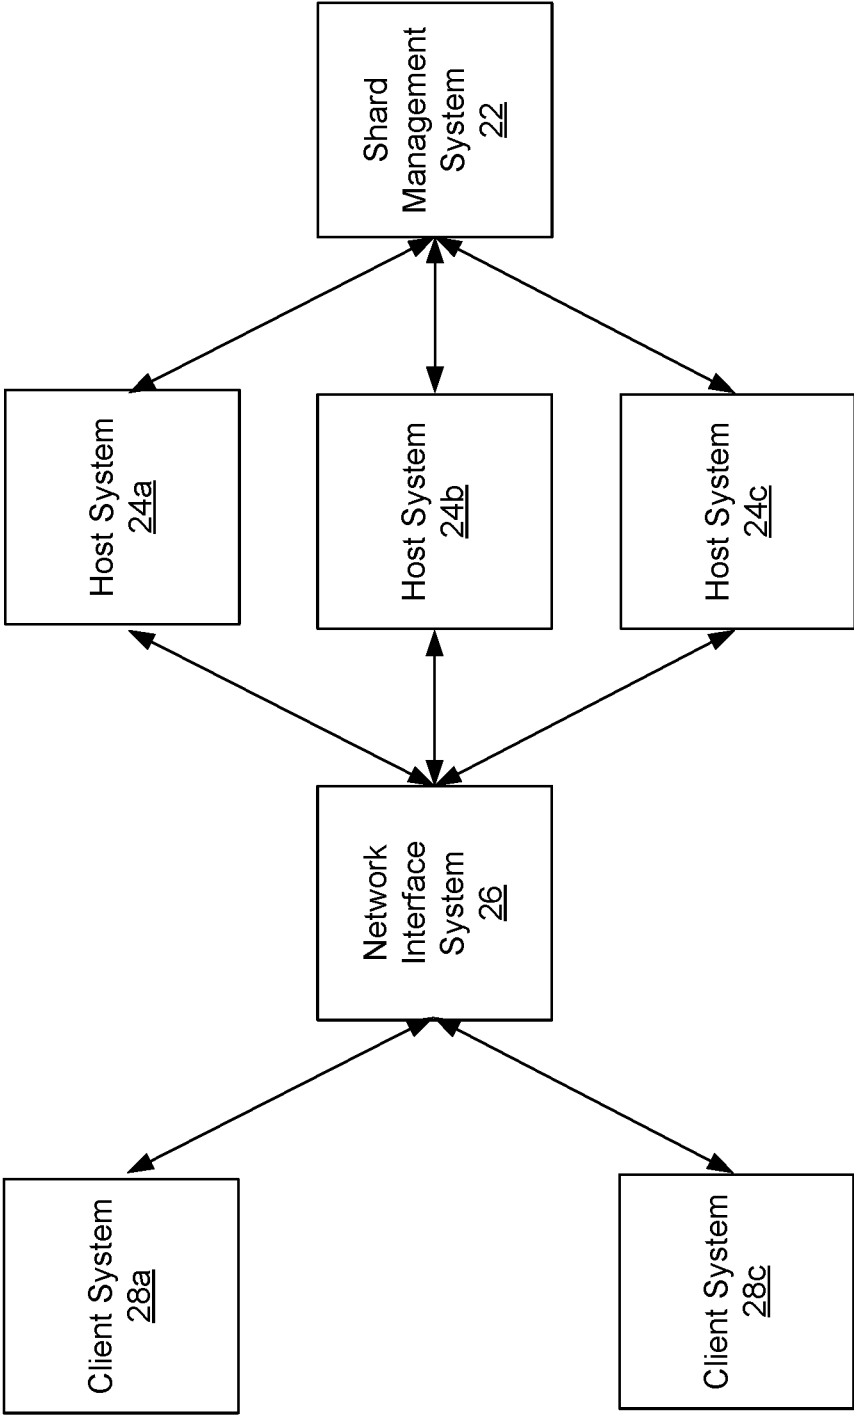 Client System
28a
Client System
28c
Network
Interface
System
26
Host System
24a
Host System
24b
Host System
24c
Shard
Management
System
22